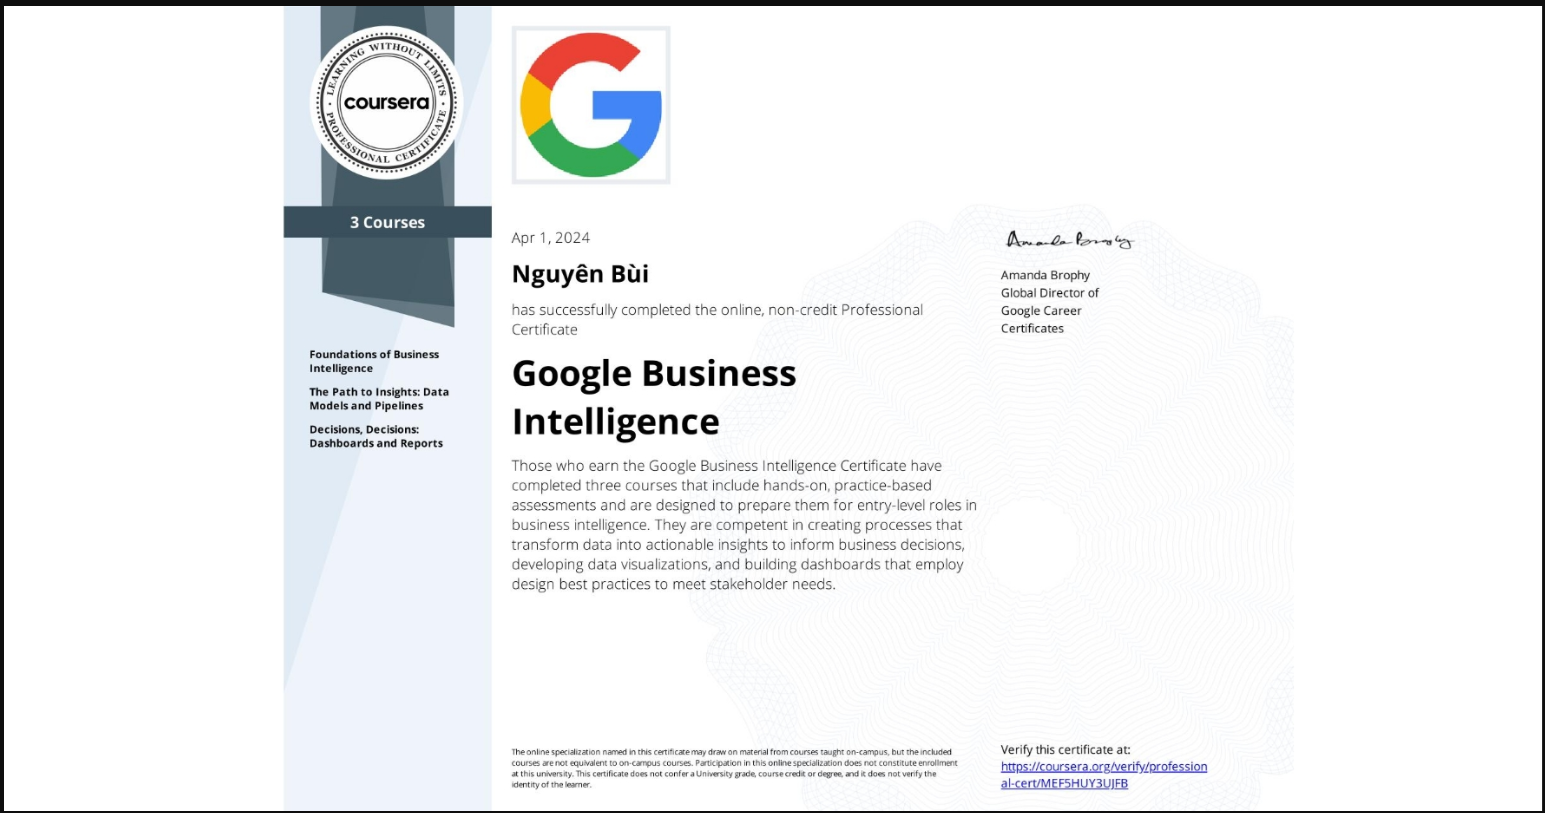 LEARNING WITHOUT LIMITS
coursera
PROFESSIONAL CERTIFICATE
3 Courses
Foundations of Business
Intelligence
The Path to Insights: Data
Models and Pipelines
Decisions, Decisions:
Dashboards and Reports
Apr 1, 2024
Nguyên Bùi
has successfully completed the online, non-credit Professional
Certificate
Google Business
Intelligence
Those who earn the Google Business Intelligence Certificate have
completed three courses that include hands-on, practice-based
assessments and are designed to prepare them for entry-level roles in
business intelligence. They are competent in creating processes that
transform data into actionable insights to inform business decisions,
developing data visualizations, and building dashboards that employ
design best practices to meet stakeholder needs.
The online specialization named in this certificate may draw on material from courses taught on-campus, but the included
courses are not equivalent to on-campus courses. Participation in this online specialization does not constitute enrollment
at this university. This certificate does not confer a University grade, course credit or degree, and it does not verify the
identity of the learner.
Amanda Brophy
Amanda Brophy
Global Director of
Google Career
Certificates
Verify this certificate at:
https://coursera.org/verify/profession
al-cert/MEF5HUY3UJFB